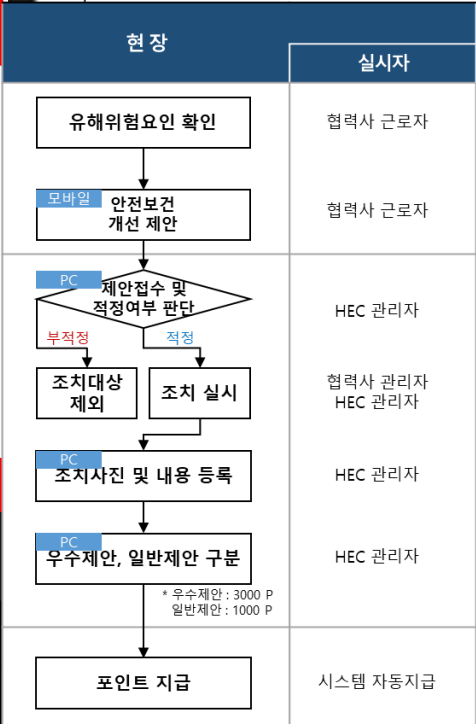 현장
실시자
유해위험요인 확인
협력사 근로자
모바일
안전보건
개선 제안
협력사 근로자
PC
제안접수 및
적정여부 판단
HEC 관리자
부적정
적정
조치대상
제외
조치 실시
협력사 관리자
HEC 관리자
PC
조치사진 및 내용 등록
HEC 관리자
PC
우수제안, 일반제안 구분
HEC 관리자
* 우수제안 : 3000 P
일반제안 : 1000 P
포인트 지급
시스템 자동지급